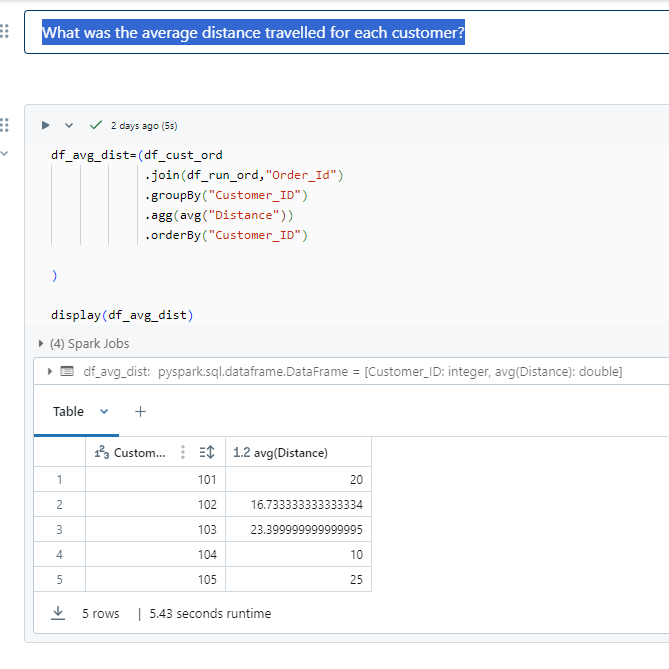 What was the average distance travelled for each customer?
2 days ago (5s)
df_avg_dist=(df_cust_ord
.join(df_run_ord,"Order_Id")
.groupBy("Customer_ID")
.agg(avg("Distance"))
.orderBy("Customer_ID")
)
display(df_avg_dist)
(4) Spark Jobs
df_avg_dist: pyspark.sql.dataframe.DataFrame = [Customer_ID: integer, avg(Distance): double]
Table +
1²3 Custom... 1.2 avg(Distance)
1 101 20
2 102 16.733333333333334
3 103 23.399999999999995
4 104 10
5 105 25
5 rows | 5.43 seconds runtime